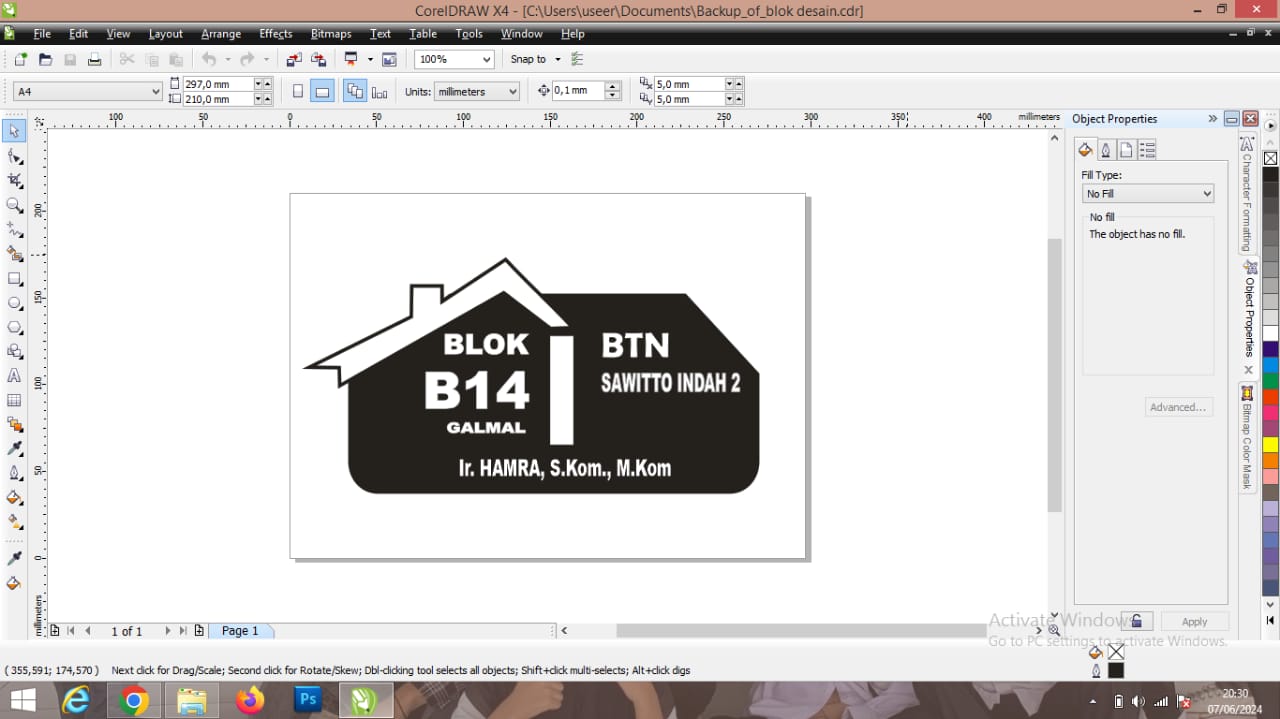 CorelDRAW X4 - [C:\Users\useer\Documents\Backup_of_blok desain.cdr]
File Edit View Layout Arrange Effects Bitmaps Text Table Tools Window Help
100% Snap to
A4 297,0 mm 210,0 mm Units: millimeters 0,1 mm 5,0 mm 5,0 mm
100 50 0 50 100 150 200 250 300 350 400 millimeters
200
150
100
50
0
millimeters
BLOK
B14
GALMAL
BTN
SAWITTO INDAH 2
Ir. HAMRA, S.Kom., M.Kom
Object Properties
Fill Type:
No Fill
No fill
The object has no fill.
Advanced...
Apply
Character Formatting
Object Properties
Bitmap Color Mask
Activate Windows
Go to PC settings to activate Windows.
1 of 1 Page 1
( 355,591; 174,570 ) Next click for Drag/Scale; Second click for Rotate/Skew; Dbl-clicking tool selects all objects; Shift+click multi-selects; Alt+click digs
Ps
20:30
07/06/2024